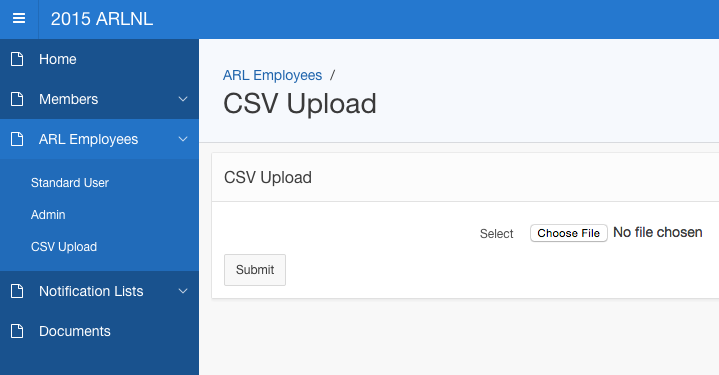 2015 ARLNL
Home
Members
ARL Employees
Standard User
Admin
CSV Upload
Notification Lists
Documents
ARL Employees /
CSV Upload
CSV Upload
Select Choose File No file chosen
Submit